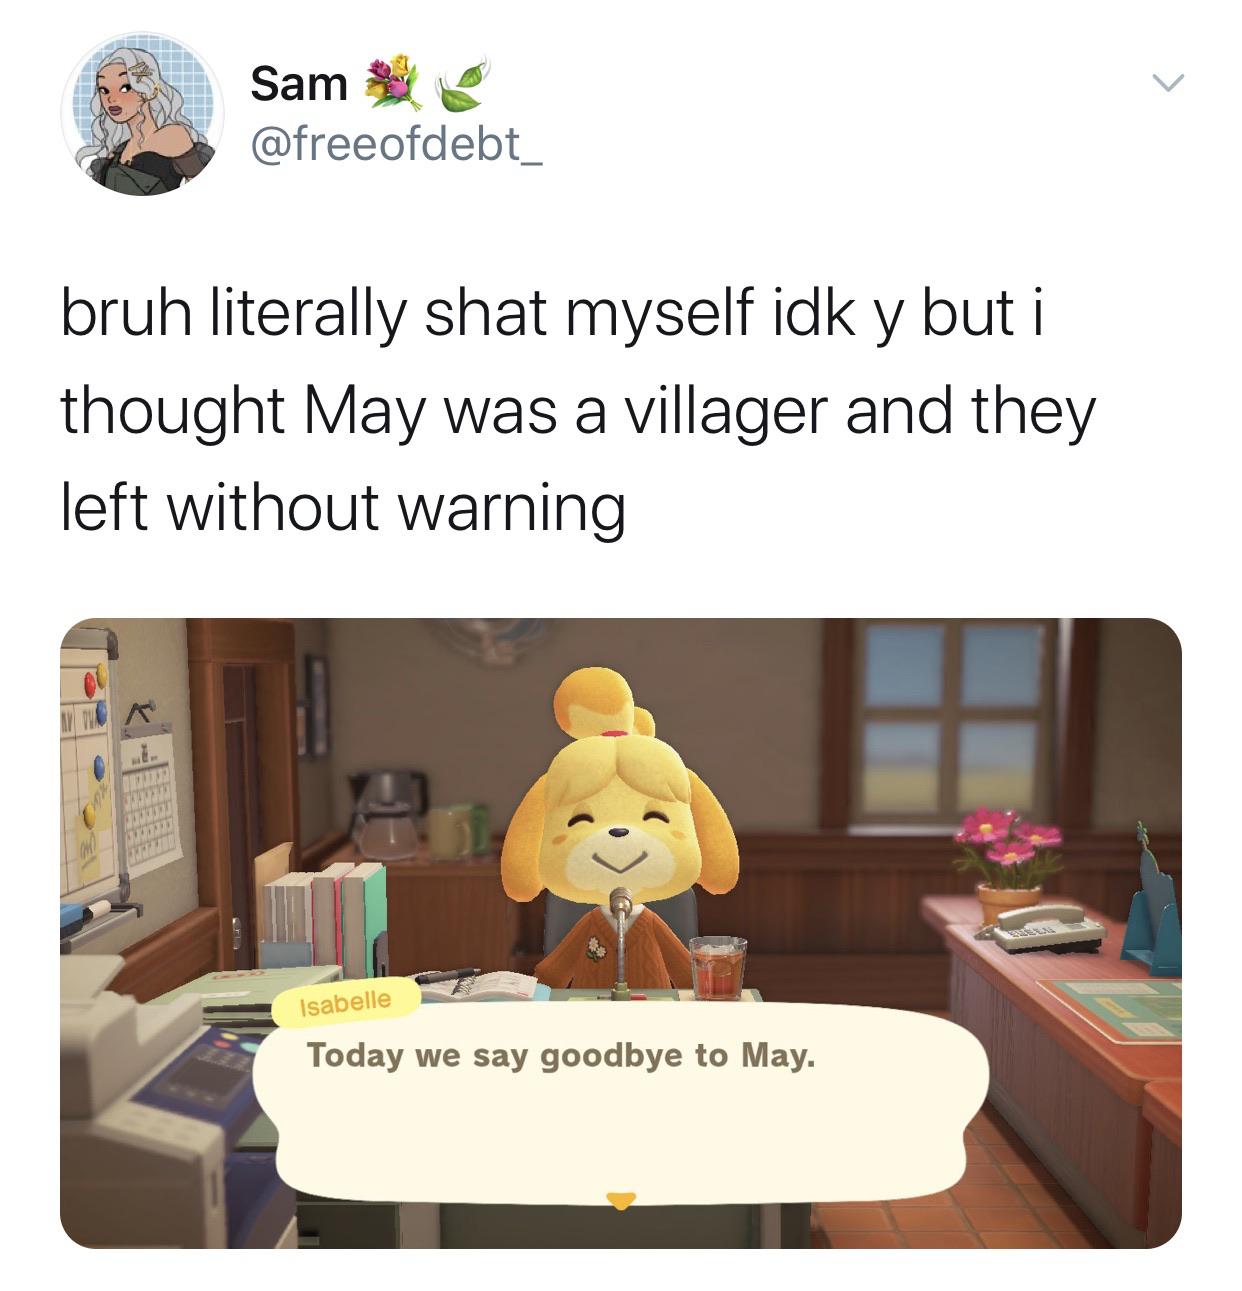 Sam 💐 🍃
@freeofdebt_
bruh literally shat myself idk y but i
thought May was a villager and they
left without warning
Isabelle
Today we say goodbye to May.